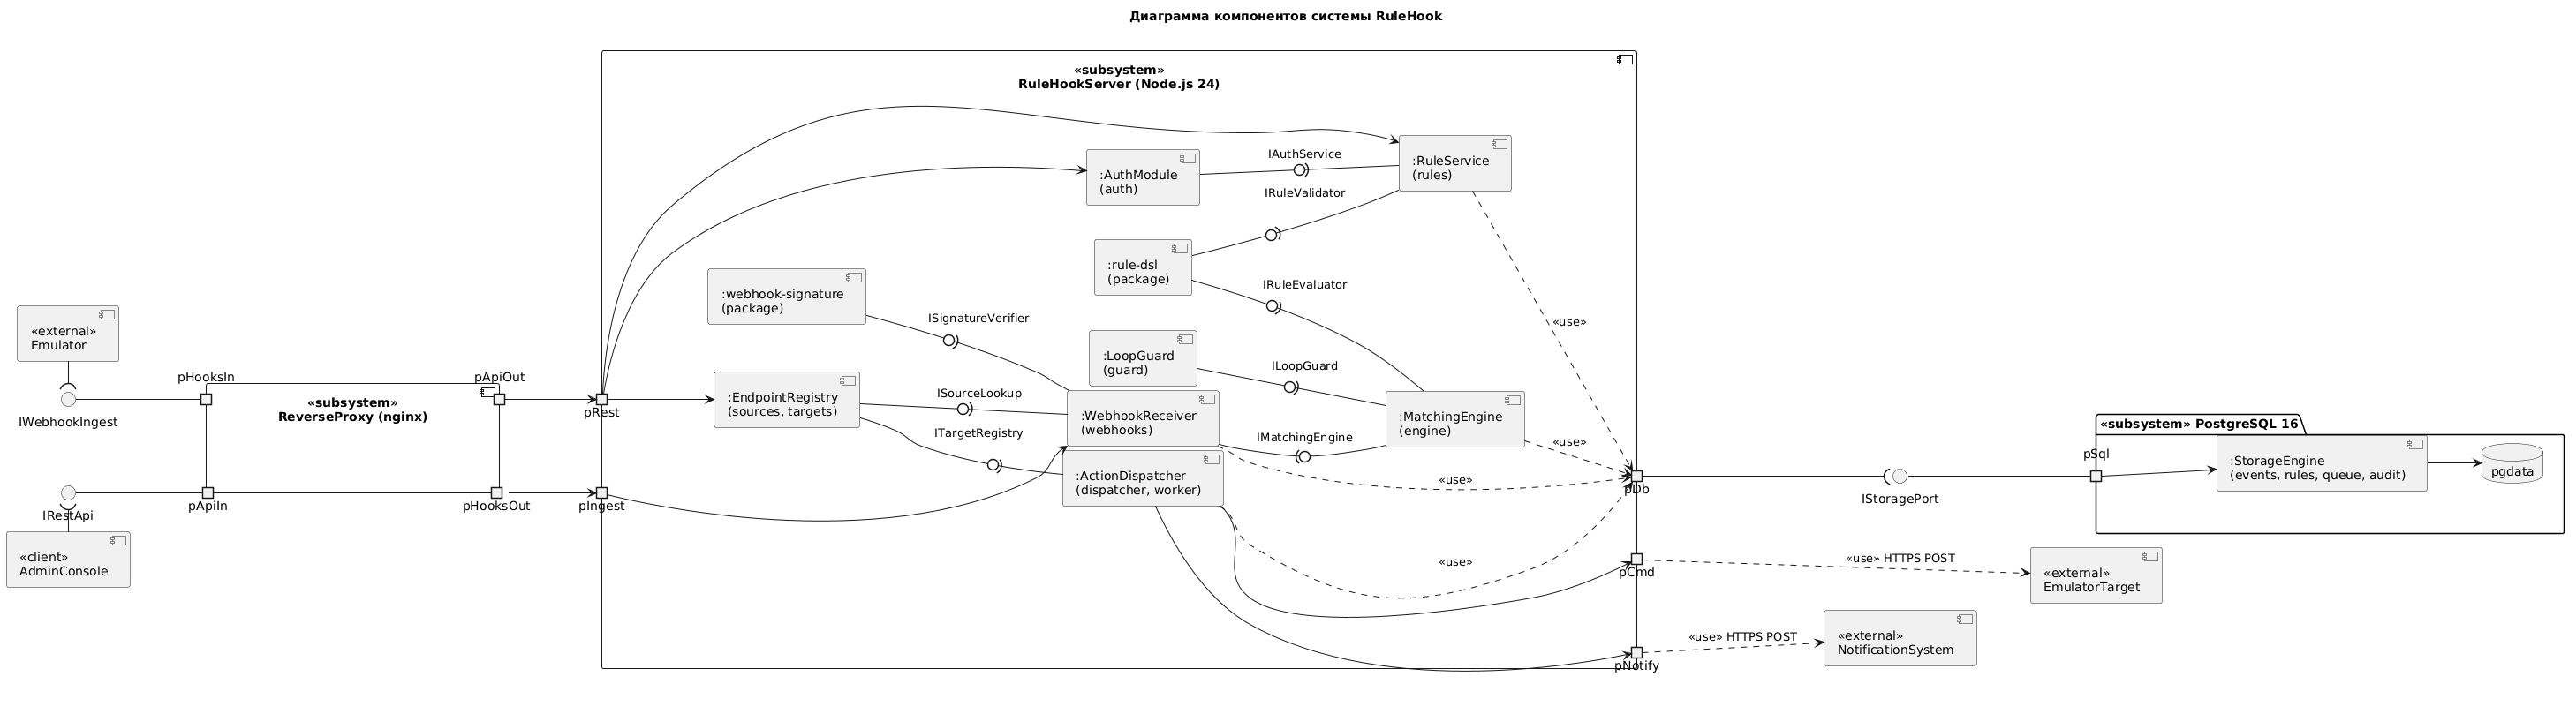 Диаграмма компонентов системы RuleHook
«subsystem»
RuleHookServer (Node.js 24)
:RuleService
(rules)
IAuthService
:AuthModule
(auth)
IRuleValidator
:rule-dsl
(package)
IRuleEvaluator
:webhook-signature
(package)
ISignatureVerifier
«use»
«external»
Emulator
:LoopGuard
(guard)
ILoopGuard
pHooksIn
pApiOut
«subsystem»
ReverseProxy (nginx)
IWebhookIngest
pRest
:EndpointRegistry
(sources, targets)
ISourceLookup
ITargetRegistry
:WebhookReceiver
(webhooks)
IMatchingEngine
:MatchingEngine
(engine)
«use»
«subsystem» PostgreSQL 16
pSql
:StorageEngine
(events, rules, queue, audit)
pgdata
:ActionDispatcher
(dispatcher, worker)
«use»
pDb
IStoragePort
IRestApi
pApiIn
pHooksOut
pIngest
«client»
AdminConsole
«use»
pCmd
«use» HTTPS POST
«external»
EmulatorTarget
pNotify
«use» HTTPS POST
«external»
NotificationSystem